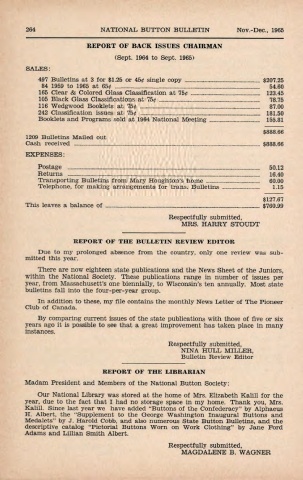 264 NATIONAL BUTTON BULLETIN Nov.-Dec., 1965
REPORT OF BACK ISSUES CHAIRMAN
(Sept. 1964 to Sept. 1965)
SALES:
497 Bulletins at 3 for $1.25 or 45¢ single copy $207.25
84 1959 to 1965 at 65¢ 54.60
165 Clear & Colored Glass Classification at 75¢ 123.45
105 Black Glass Classifications at 75¢ 78.75
116 Wedgwood Booklets at 75¢ 87.00
242 Classification Issues at 75¢ 181.50
Booklets and Programs sold at 1964 National Meeting 155.81
$888.66
1209 Bulletins Mailed out
Cash received $888.66
EXPENSES:
Postage 50.12
Returns 16.40
Transporting Bulletins from Mary Houghton's home 60.00
Telephone, for making arrangements for trans. Bulletins 1.15
$127.67
This leaves a balance of $760.99
Respectfully submitted,
MRS. HARRY STOUDT
REPORT OF THE BULLETIN REVIEW EDITOR
Due to my prolonged absence from the country, only one review was sub-
mitted this year.
There are now eighteen state publications and the News Sheet of the Juniors,
within the National Society. These publications range in number of issues per
year, from Massachusett's one biennially, to Wisconsin's ten annually. Most state
bulletins fall into the four-per-year group.
In addition to these, my file contains the monthly News Letter of The Pioneer
Club of Canada.
By comparing current issues of the state publications with those of five or six
years ago it is possible to see that a great improvement has taken place in many
instances.
Respectfully submitted,
NINA HULL MILLER,
Bulletin Review Editor
REPORT OF THE LIBRARIAN
Madam President and Members of the National Button Society:
Our National Library was stored at the home of Mrs. Elizabeth Kalill for the
year, due to the fact that I had no storage space in my home. Thank you, Mrs.
Kalill. Since last year we have added "Buttons of the Confederacy" by Alphaeus
H. Albert, the "Supplement to the George Washington Inaugural Buttons and
Medalets" by J. Harold Cobb, and also numerous State Button Bulletins, and the
descriptive catalog "Pictorial Buttons Worn on Work Clothing" by Jane Ford
Adams and Lillian Smith Albert.
Respectfully submitted,
MAGDALENE B. WAGNER